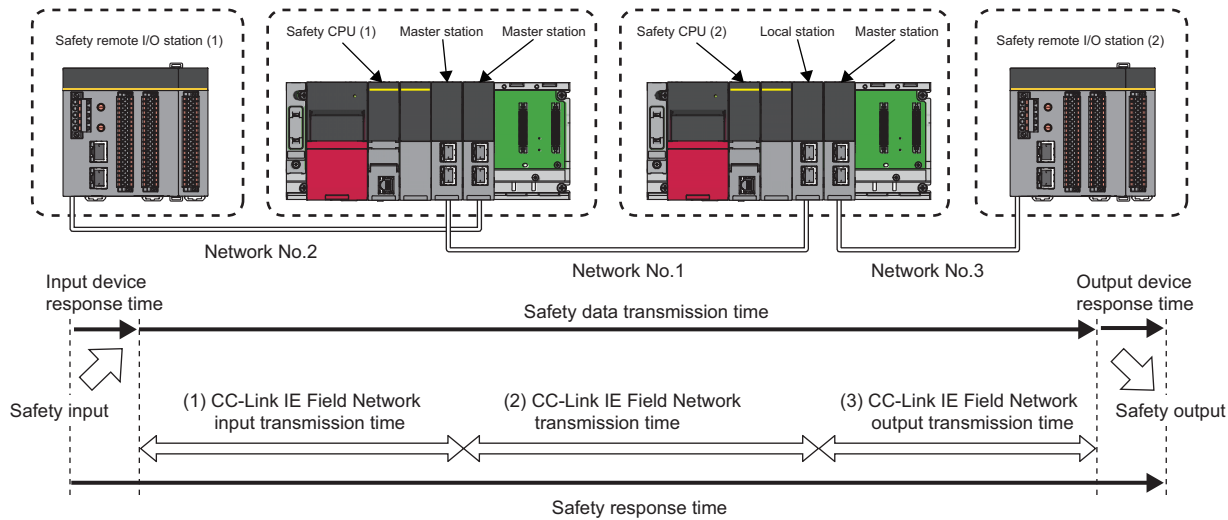 Safety remote I/O station (1)
Safety CPU (1)
Master station
Master station
Safety CPU (2)
Local station
Master station
Safety remote I/O station (2)
Network No.2
Network No.1
Network No.3
Input device
response time
Safety data transmission time
Output device
response time
Safety input
(1) CC-Link IE Field Network
input transmission time
(2) CC-Link IE Field Network
transmission time
(3) CC-Link IE Field Network
output transmission time
Safety output
Safety response time